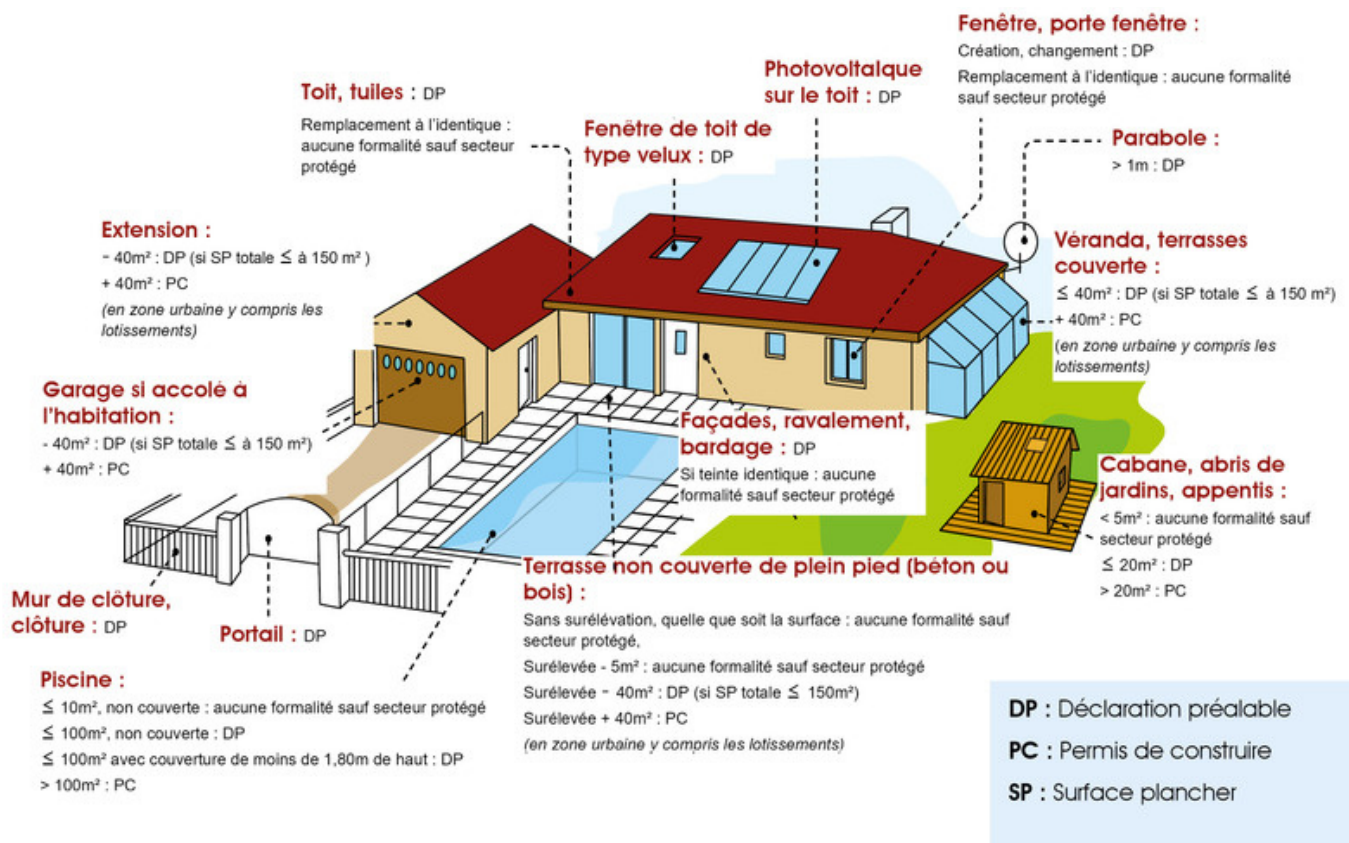 Fenêtre, porte fenêtre :
Création, changement : DP
Remplacement à l'identique : aucune formalité
sauf secteur protégé
Photovoltalque
sur le toit : DP
Toit, tuiles : DP
Remplacement à l'identique :
aucune formalité sauf secteur
protégé
Fenêtre de toit de
type velux : DP
Parabole :
> 1m : DP
Extension :
- 40m² : DP (si SP totale ≤ à 150 m² )
+ 40m² : PC
(en zone urbaine y compris les
lotissements)
Véranda, terrasses
couverte :
≤ 40m² : DP (si SP totale ≤ à 150 m²)
+ 40m² : PC
(en zone urbaine y compris les
lotissements)
Garage si accolé à
l'habitation :
- 40m² : DP (si SP totale ≤ à 150 m²)
+ 40m² : PC
Façades, ravalement,
bardage : DP
Si teinte identique : aucune
formalité sauf secteur protégé
Cabane, abris de
jardins, appentis :
< 5m² : aucune formalité sauf
secteur protégé
≤ 20m² : DP
> 20m² : PC
Mur de clôture,
clôture : DP
Portail : DP
Terrasse non couverte de plein pied (béton ou
bois) :
Sans surélévation, quelle que soit la surface : aucune formalité sauf
secteur protégé,
Surélevée - 5m² : aucune formalité sauf secteur protégé
Surélevée - 40m² : DP (si SP totale ≤ 150m²)
Surélevée + 40m² : PC
(en zone urbaine y compris les lotissements)
Piscine :
≤ 10m², non couverte : aucune formalité sauf secteur protégé
≤ 100m², non couverte : DP
≤ 100m² avec couverture de moins de 1,80m de haut : DP
> 100m² : PC
DP : Déclaration préalable
PC : Permis de construire
SP : Surface plancher